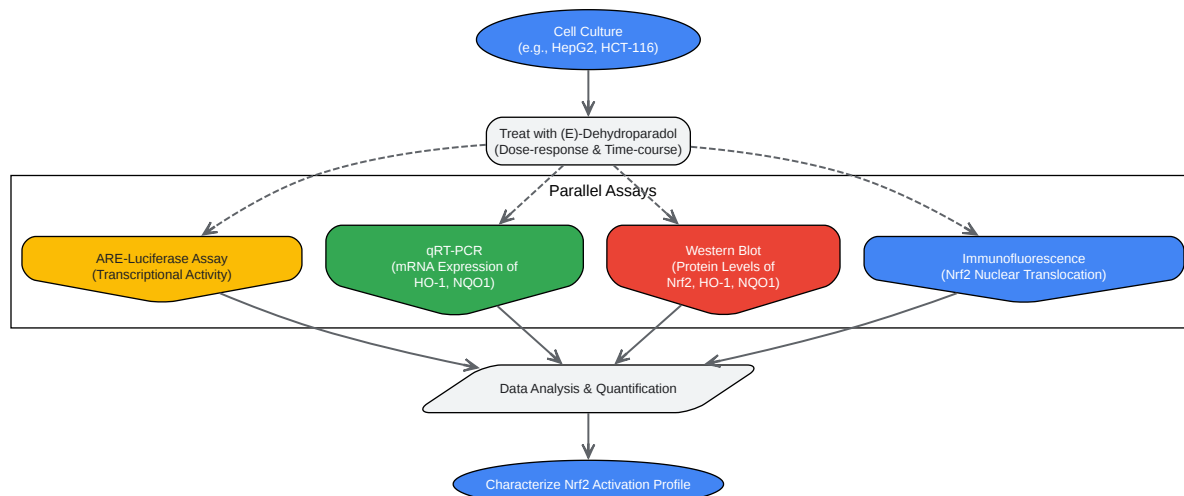 Cell Culture
(e.g., HepG2, HCT-116)
Treat with (E)-Dehydroparadol
(Dose-response & Time-course)
Parallel Assays
ARE-Luciferase Assay
(Transcriptional Activity)
qRT-PCR
(mRNA Expression of
HO-1, NQO1)
Western Blot
(Protein Levels of
Nrf2, HO-1, NQO1)
Immunofluorescence
(Nrf2 Nuclear Translocation)
Data Analysis & Quantification
Characterize Nrf2 Activation Profile